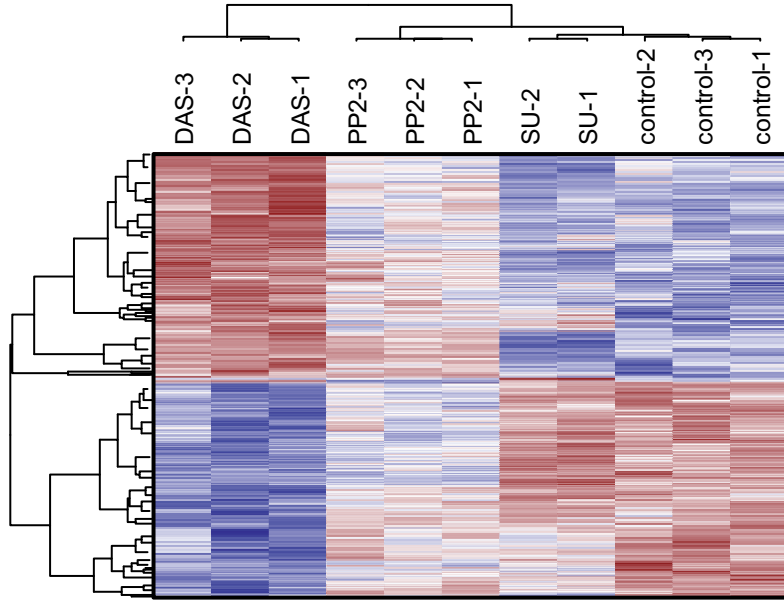 DAS-3
DAS-2
DAS-1
PP2-3
PP2-2
PP2-1
SU-2
SU-1
control-2
control-3
control-1